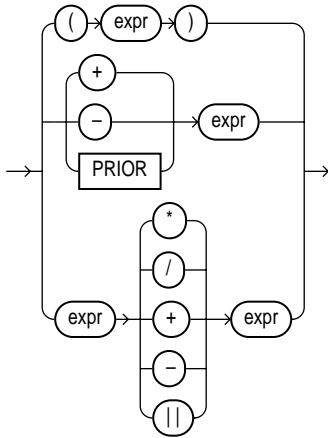 ( expr )
+
–
expr
PRIOR
*
/
expr + expr
–
||